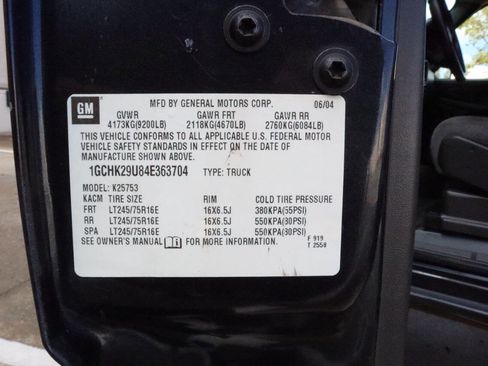 GM
MFD BY GENERAL MOTORS CORP. 06/04
GVWR GAWR FRT GAWR RR
4173KG(9200LB) 2118KG(4670LB) 2760KG(6084LB)
THIS VEHICLE CONFORMS TO ALL APPLICABLE U.S. FEDERAL MOTOR
VEHICLE SAFETY STANDARDS IN EFFECT ON THE DATE OF
MANUFACTURE SHOWN ABOVE.
1GCHK29U84E363704 TYPE: TRUCK
MODEL: K25753
KACM TIRE SIZE RIM COLD TIRE PRESSURE
FRT LT245/75R16E 16X6.5J 380KPA(55PSI)
RR LT245/75R16E 16X6.5J 550KPA(80PSI)
SPA LT245/75R16E 16X6.5J 550KPA(80PSI)
SEE OWNER'S MANUAL FOR MORE INFORMATION.
F 919
T 2558